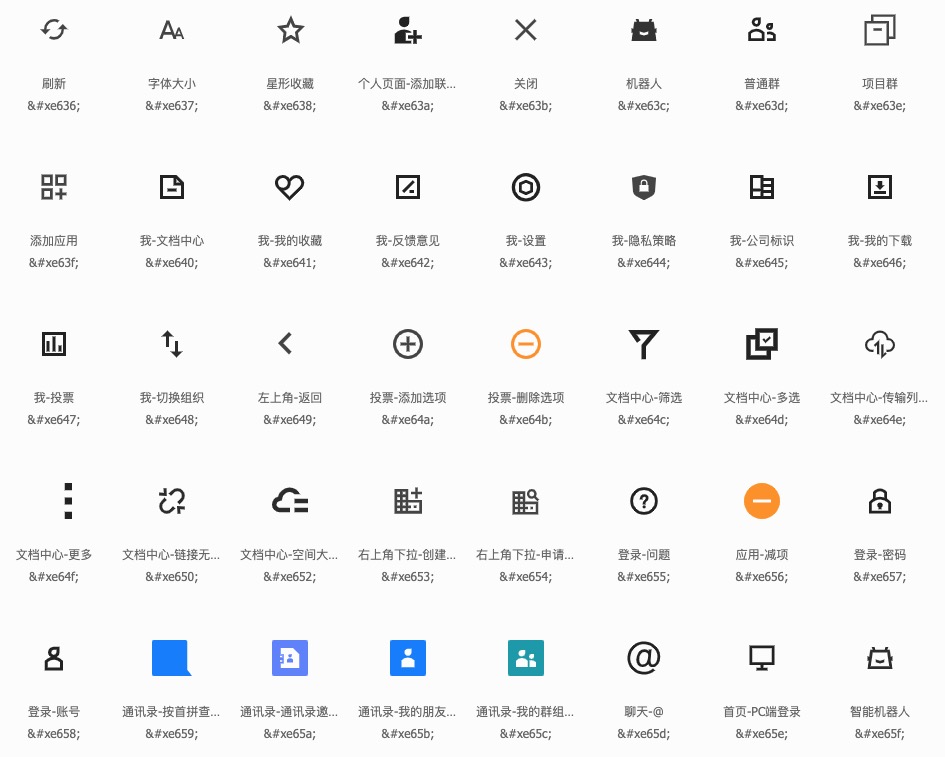 刷新 字体大小 星形收藏 个人页面-添加联... 关闭 机器人 普通群 项目群
&#xe636; &#xe637; &#xe638; &#xe63a; &#xe63b; &#xe63c; &#xe63d; &#xe63e;
添加应用 我-文档中心 我-我的收藏 我-反馈意见 我-设置 我-隐私策略 我-公司标识 我-我的下载
&#xe63f; &#xe640; &#xe641; &#xe642; &#xe643; &#xe644; &#xe645; &#xe646;
我-投票 我-切换组织 左上角-返回 投票-添加选项 投票-删除选项 文档中心-筛选 文档中心-多选 文档中心-传输列...
&#xe647; &#xe648; &#xe649; &#xe64a; &#xe64b; &#xe64c; &#xe64d; &#xe64e;
文档中心-更多 文档中心-链接无... 文档中心-空间大... 右上角下拉-创建... 右上角下拉-申请... 登录-问题 应用-减项 登录-密码
&#xe64f; &#xe650; &#xe652; &#xe653; &#xe654; &#xe655; &#xe656; &#xe657;
登录-账号 通讯录-按首拼查... 通讯录-通讯录邀... 通讯录-我的朋友... 通讯录-我的群组... 聊天-@ 首页-PC端登录 智能机器人
&#xe658; &#xe659; &#xe65a; &#xe65b; &#xe65c; &#xe65d; &#xe65e; &#xe65f;